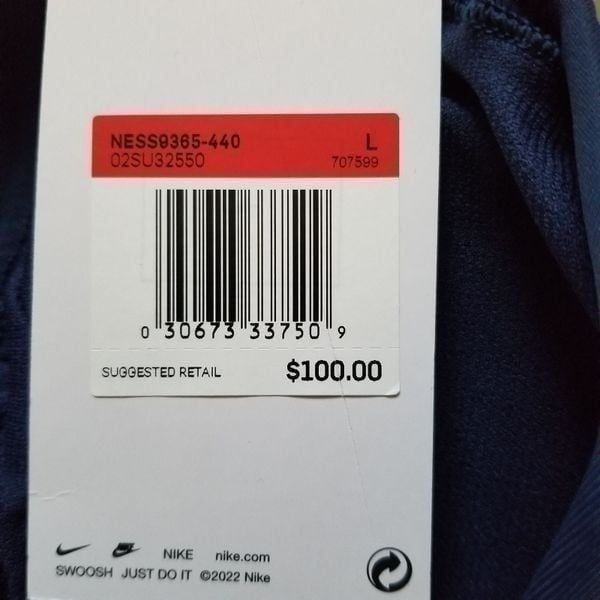 NESS9365-440 L
02SU32550 707599
0 30673 33750 9
SUGGESTED RETAIL $100.00
NIKE nike.com
SWOOSH JUST DO IT ©2022 Nike